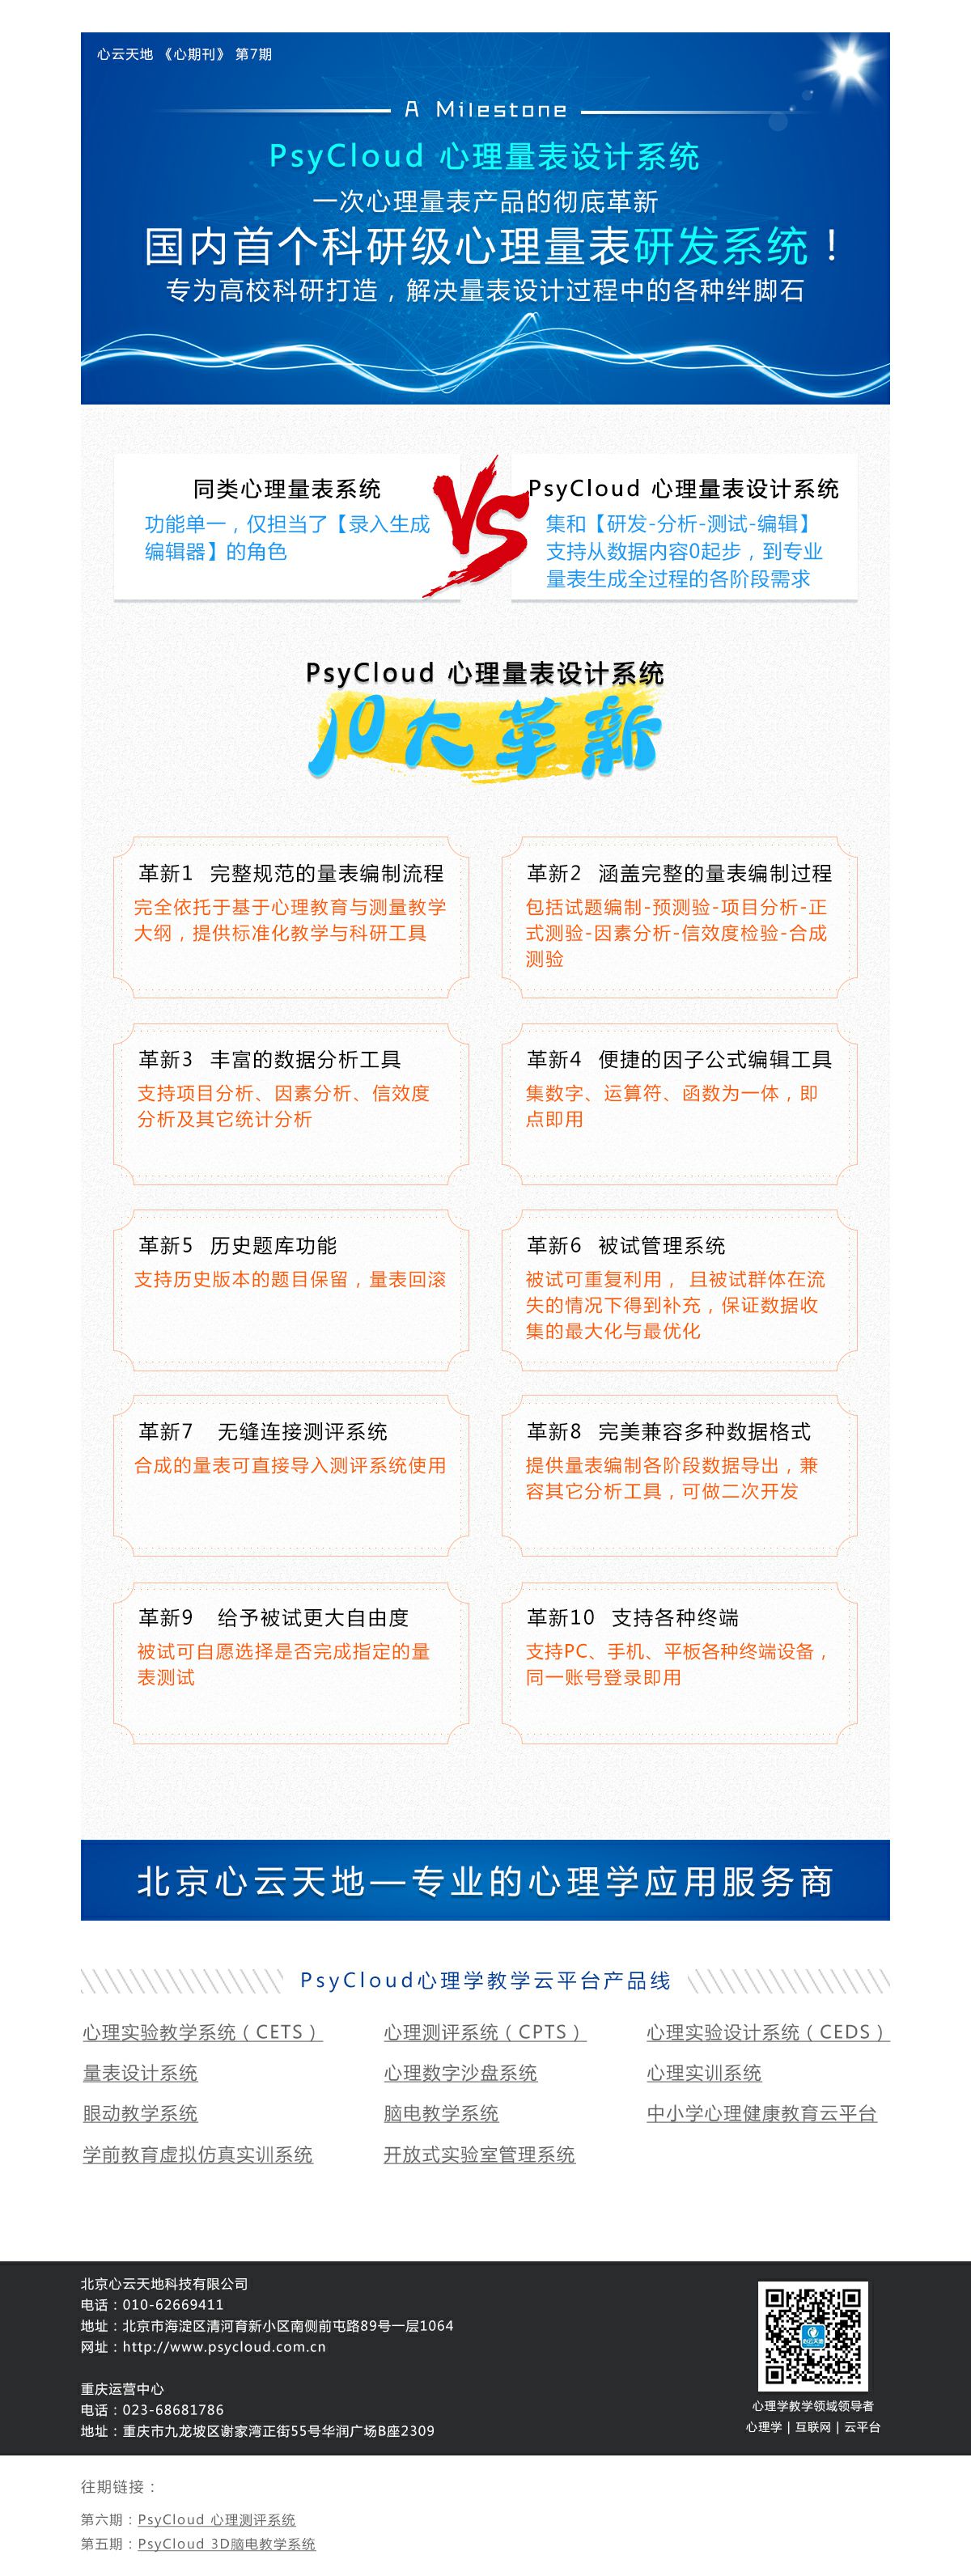 心云天地 《心期刊》 第7期
A Milestone
PsyCloud 心理量表设计系统
一次心理量表产品的彻底革新
国内首个科研级心理量表研发系统！
专为高校科研打造，解决量表设计过程中的各种绊脚石
同类心理量表系统
功能单一，仅担当了【录入生成
编辑器】的角色
VS
PsyCloud 心理量表设计系统
集和【研发-分析-测试-编辑】
支持从数据内容0起步，到专业
量表生成全过程的各阶段需求
PsyCloud 心理量表设计系统
10大革新
革新1 完整规范的量表编制流程
完全依托于基于心理教育与测量教学
大纲，提供标准化教学与科研工具
革新2 涵盖完整的量表编制过程
包括试题编制-预测验-项目分析-正
式测验-因素分析-信效度检验-合成
测验
革新3 丰富的数据分析工具
支持项目分析、因素分析、信效度
分析及其它统计分析
革新4 便捷的因子公式编辑工具
集数字、运算符、函数为一体，即
点即用
革新5 历史题库功能
支持历史版本的题目保留，量表回滚
革新6 被试管理系统
被试可重复利用， 且被试群体在流
失的情况下得到补充，保证数据收
集的最大化与最优化
革新7 无缝连接测评系统
合成的量表可直接导入测评系统使用
革新8 完美兼容多种数据格式
提供量表编制各阶段数据导出，兼
容其它分析工具，可做二次开发
革新9 给予被试更大自由度
被试可自愿选择是否完成指定的量
表测试
革新10 支持各种终端
支持PC、手机、平板各种终端设备，
同一账号登录即用
北京心云天地—专业的心理学应用服务商
PsyCloud心理学教学云平台产品线
心理实验教学系统（CETS）
心理测评系统（CPTS）
心理实验设计系统（CEDS）
量表设计系统
心理数字沙盘系统
心理实训系统
眼动教学系统
脑电教学系统
中小学心理健康教育云平台
学前教育虚拟仿真实训系统
开放式实验室管理系统
北京心云天地科技有限公司
电话：010-62669411
地址：北京市海淀区清河育新小区南侧前屯路89号一层1064
网址：http://www.psycloud.com.cn
重庆运营中心
电话：023-68681786
地址：重庆市九龙坡区谢家湾正街55号华润广场B座2309
心云天地
心理学教学领域领导者
心理学 | 互联网 | 云平台
往期链接：
第六期：PsyCloud 心理测评系统
第五期：PsyCloud 3D脑电教学系统